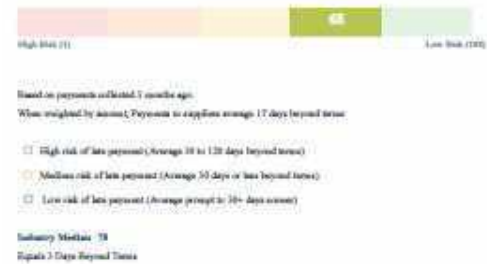 68
High Risk (1) Low Risk (100)
Based on payments collected 3 months ago.
When weighted by amount, Payments to suppliers average 17 days beyond terms
High risk of late payment (Average 30 to 120 days beyond terms)
Medium risk of late payment (Average 30 days or less beyond terms)
Low risk of late payment (Average prompt to 30+ days sooner)
Industry Median: 78
Equals 3 Days Beyond Terms